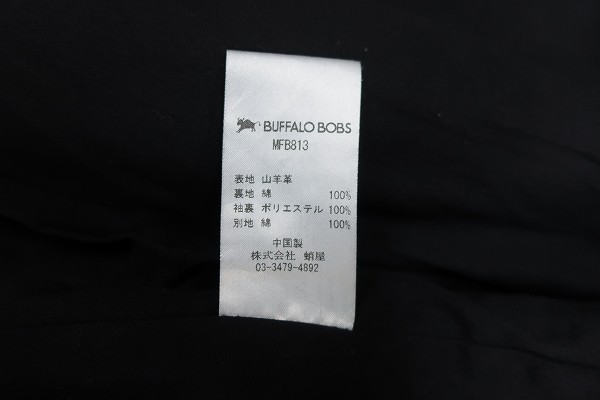 BUFFALO BOBS
MFB813
表地 山羊革
裏地 綿 100%
袖裏 ポリエステル 100%
別地 綿 100%
中国製
株式会社 蛸屋
03-3479-4892